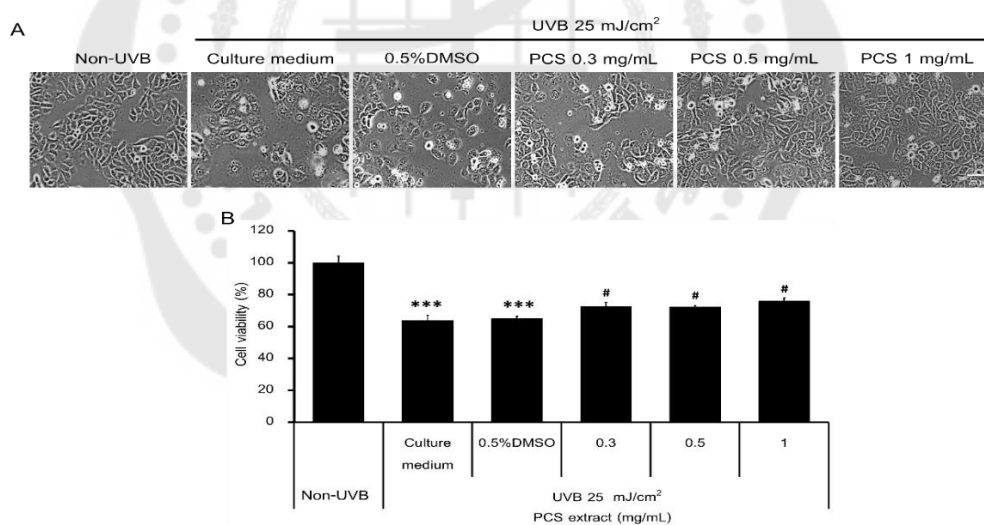 A
UVB 25 mJ/cm²
Non-UVB Culture medium 0.5%DMSO PCS 0.3 mg/mL PCS 0.5 mg/mL PCS 1 mg/mL
B
120
100
80
60
40
20
0
Cell viability (%)
*** *** # # #
Culture medium 0.5%DMSO 0.3 0.5 1
Non-UVB UVB 25 mJ/cm²
PCS extract (mg/mL)